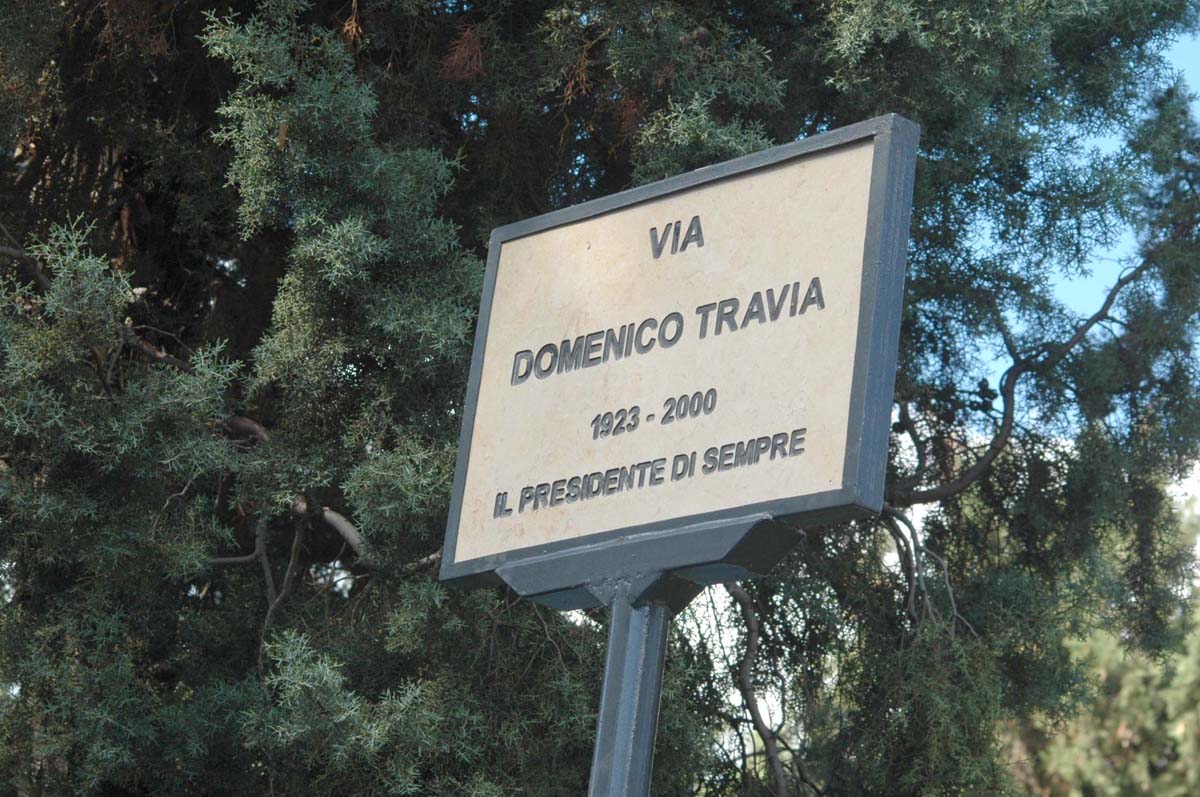 VIA
DOMENICO TRAVIA
1923 - 2000
IL PRESIDENTE DI SEMPRE